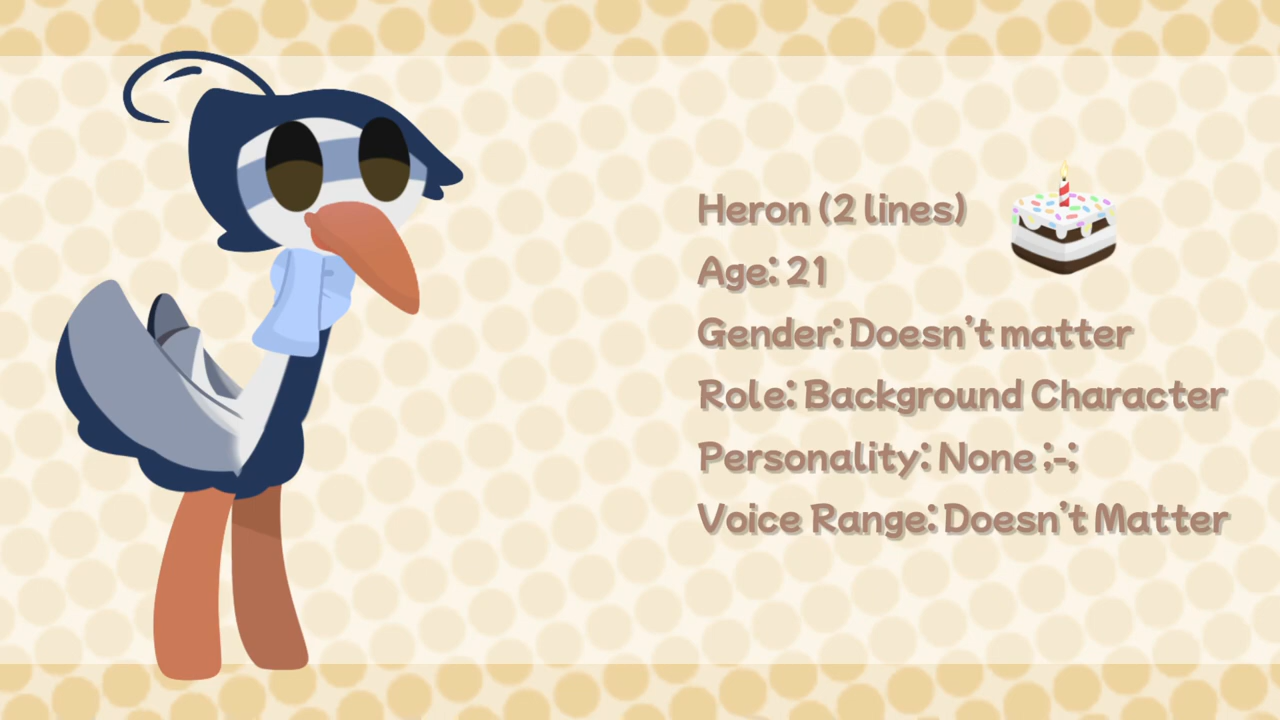 Heron (2 lines)
Age: 21
Gender: Doesn't matter
Role: Background Character
Personality: None ;-;
Voice Range: Doesn't Matter